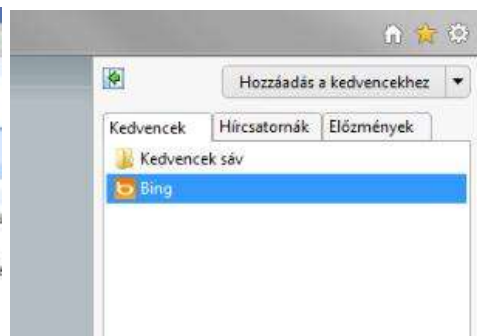 Hozzáadás a kedvencekhez
Kedvencek Hírcsatornák Előzmények
Kedvencek sáv
Bing